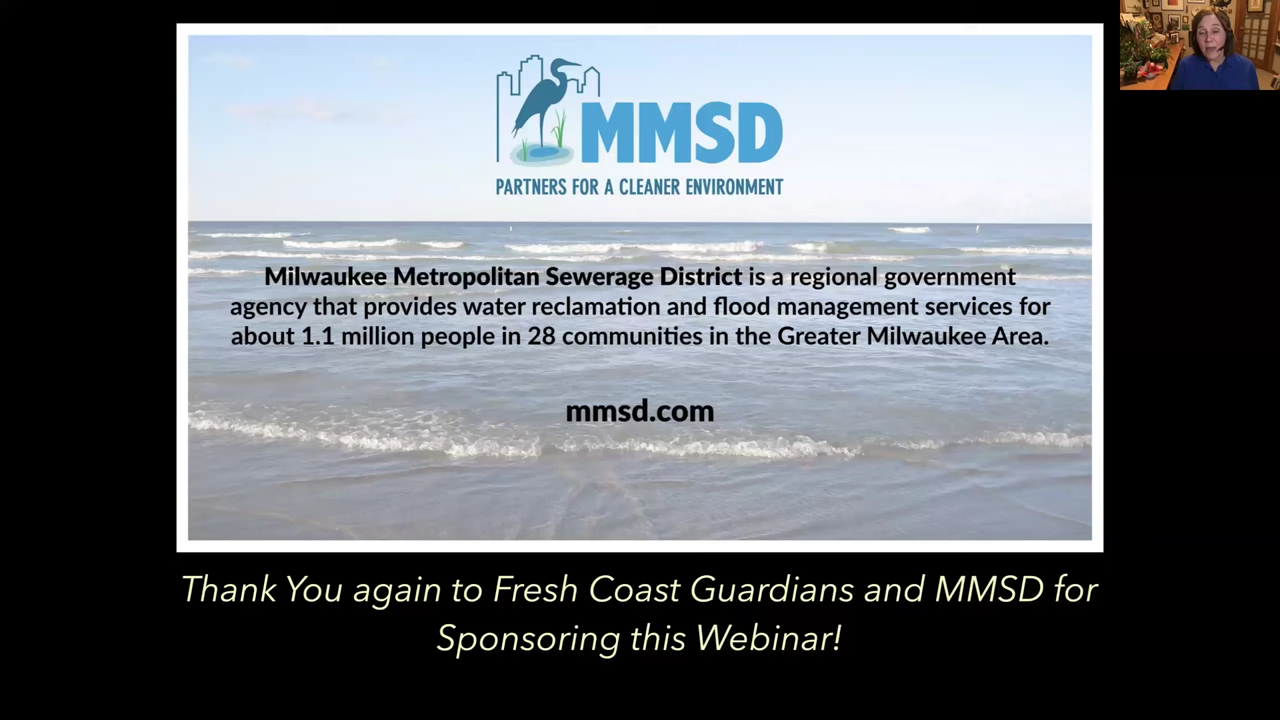 MMSD
PARTNERS FOR A CLEANER ENVIRONMENT
Milwaukee Metropolitan Sewerage District is a regional government
agency that provides water reclamation and flood management services for
about 1.1 million people in 28 communities in the Greater Milwaukee Area.
mmsd.com
Thank You again to Fresh Coast Guardians and MMSD for
Sponsoring this Webinar!